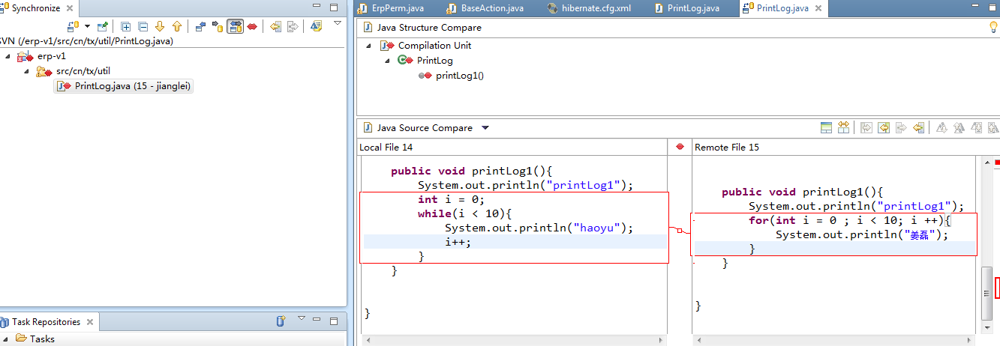 Synchronize
SVN (/erp-v1/src/cn/tx/util/PrintLog.java)
erp-v1
src/cn/tx/util
PrintLog.java (15 - jianglei)
Task Repositories
Tasks
ErpPerm.java
BaseAction.java
hibernate.cfg.xml
PrintLog.java
PrintLog.java
Java Structure Compare
Compilation Unit
PrintLog
printLog1()
Java Source Compare
Local File 14
public void printLog1(){
System.out.println("printLog1");
int i = 0;
while(i < 10){
System.out.println("haoyu");
i++;
}
}
}
Remote File 15
public void printLog1(){
System.out.println("printLog1");
for(int i = 0 ; i < 10; i ++){
System.out.println("姜磊");
}
}
}